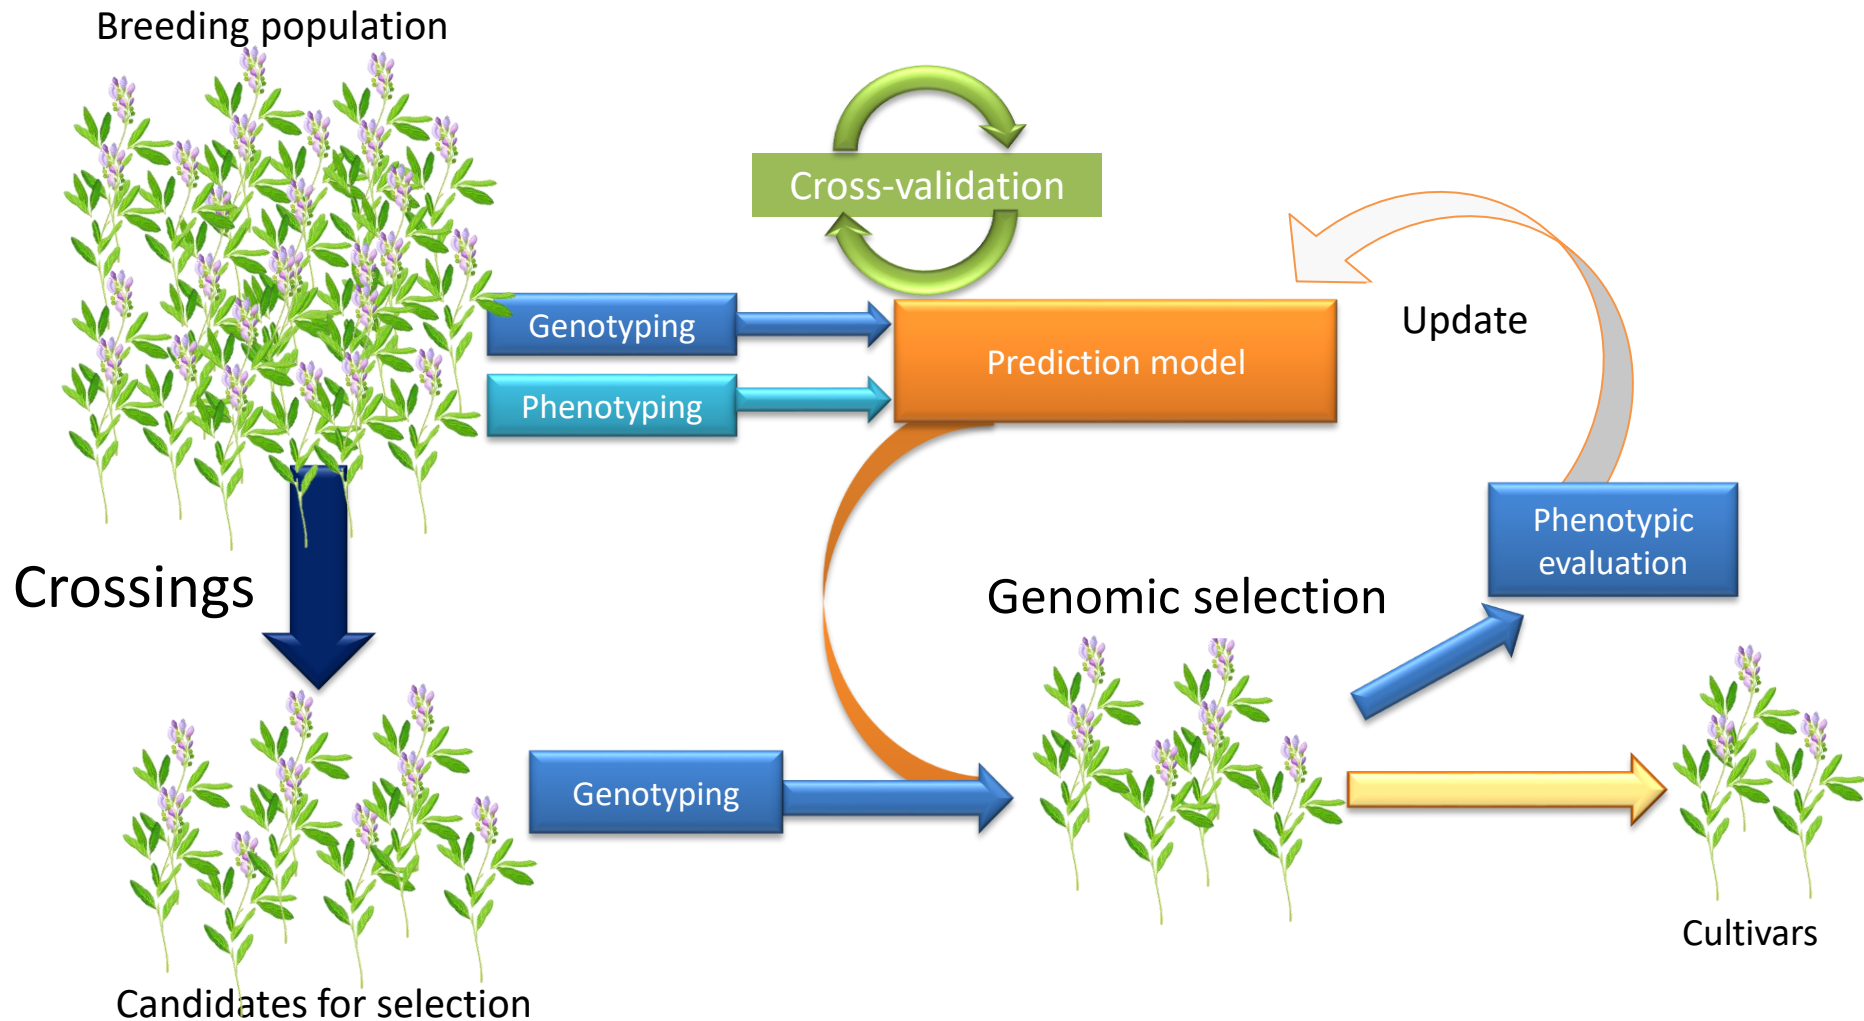 Breeding population
Cross-validation
Genotyping
Prediction model
Update
Phenotyping
Phenotypic
evaluation
Crossings
Genomic selection
Genotyping
Cultivars
Candidates for selection